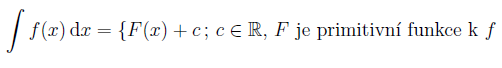 ∫ f(x) dx = {F(x) + c ; c ∈ ℝ, F je primitivní funkce k f